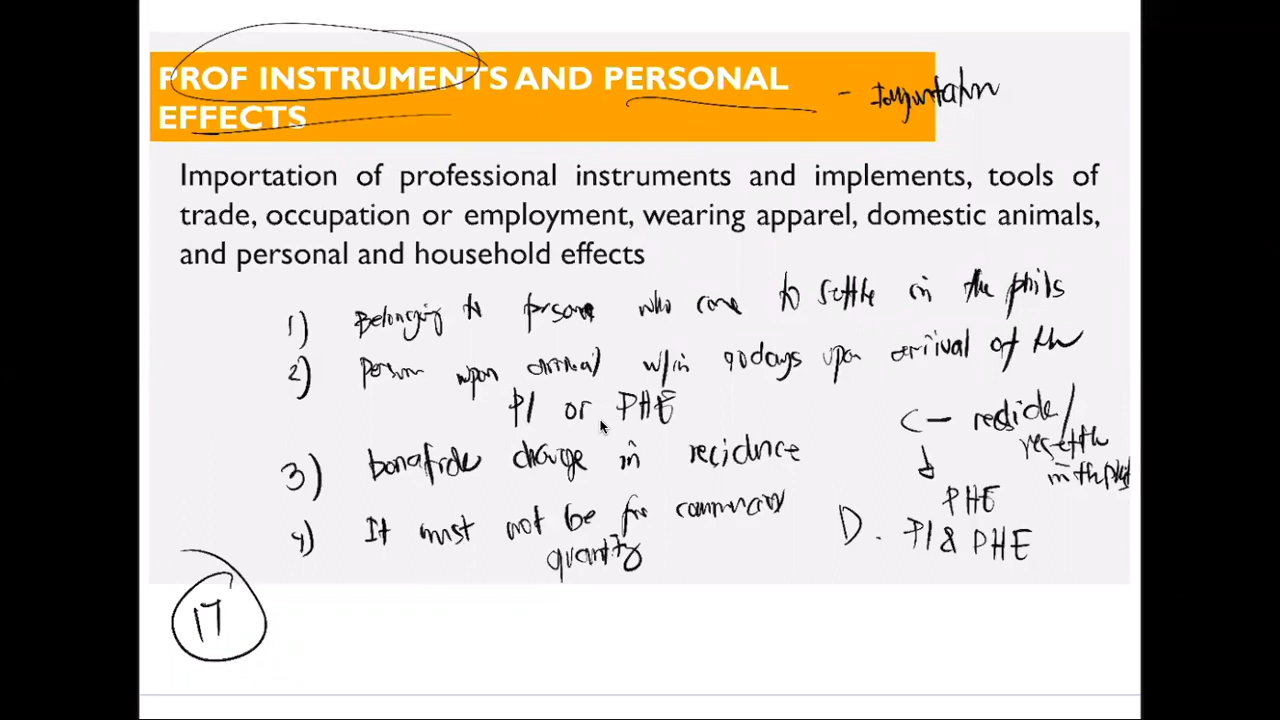 PROF INSTRUMENTS AND PERSONAL
EFFECTS
- Importation
Importation of professional instruments and implements, tools of
trade, occupation or employment, wearing apparel, domestic animals,
and personal and household effects
1) Belonging to persons who come to settle in the phils
2) Person upon arrival w/in 90days upon arrival of the
PI or PHE
C - reside/
resettle
in the phil
3) bonafide change in recidence
PHE
4) It must not be for commercial
quantity
D. PI & PHE
17